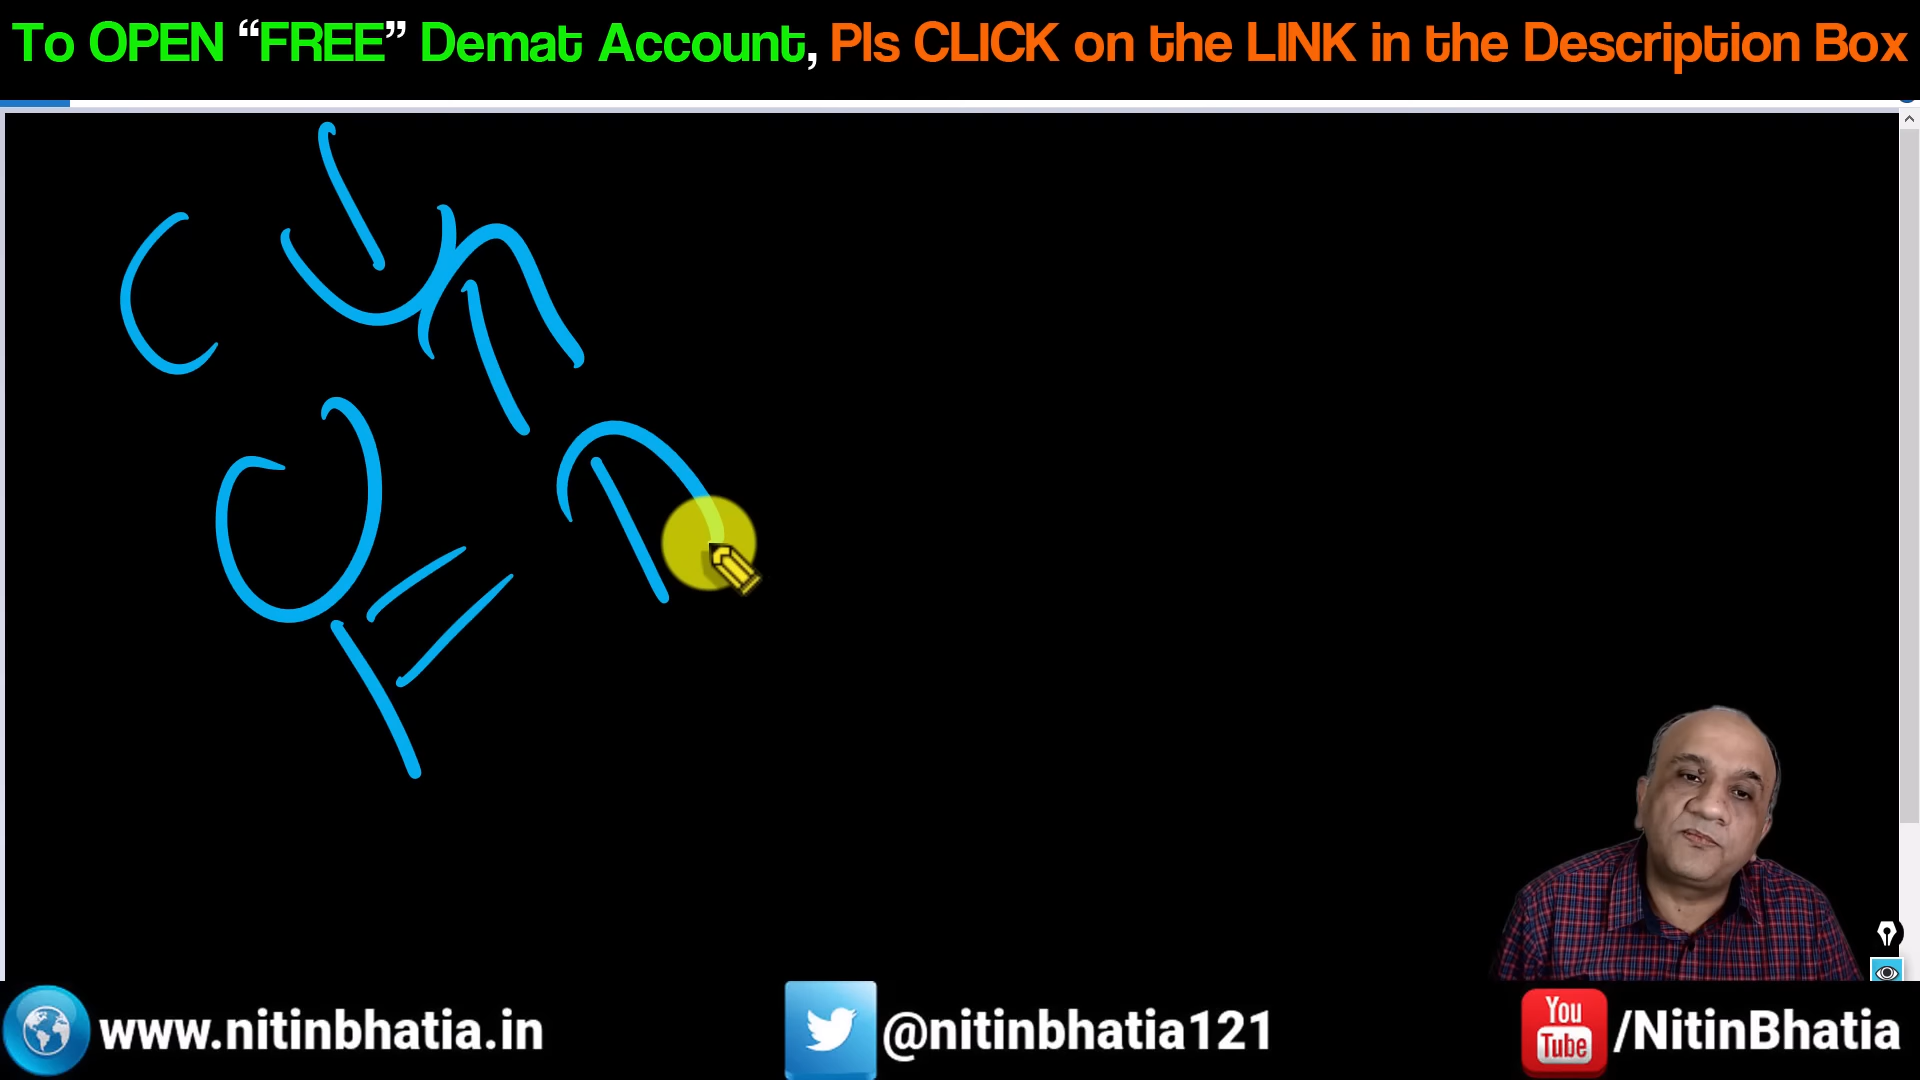 To OPEN “FREE” Demat Account, Pls CLICK on the LINK in the Description Box
www.nitinbhatia.in
@nitinbhatia121
You
Tube
/NitinBhatia